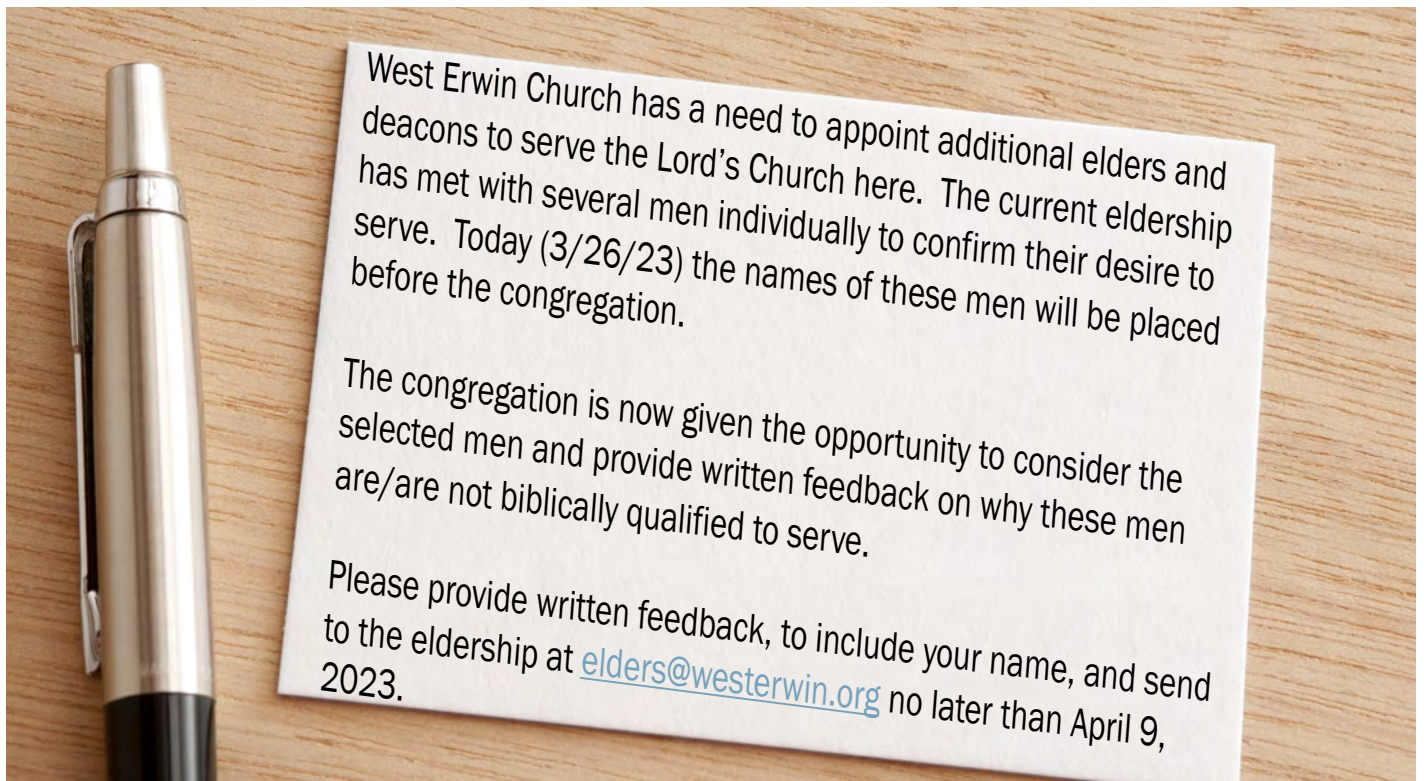 West Erwin Church has a need to appoint additional elders and
deacons to serve the Lord's Church here.  The current eldership
has met with several men individually to confirm their desire to
serve.  Today (3/26/23) the names of these men will be placed
before the congregation.
The congregation is now given the opportunity to consider the
selected men and provide written feedback on why these men
are/are not biblically qualified to serve.
Please provide written feedback, to include your name, and send
to the eldership at elders@westerwin.org no later than April 9,
2023.